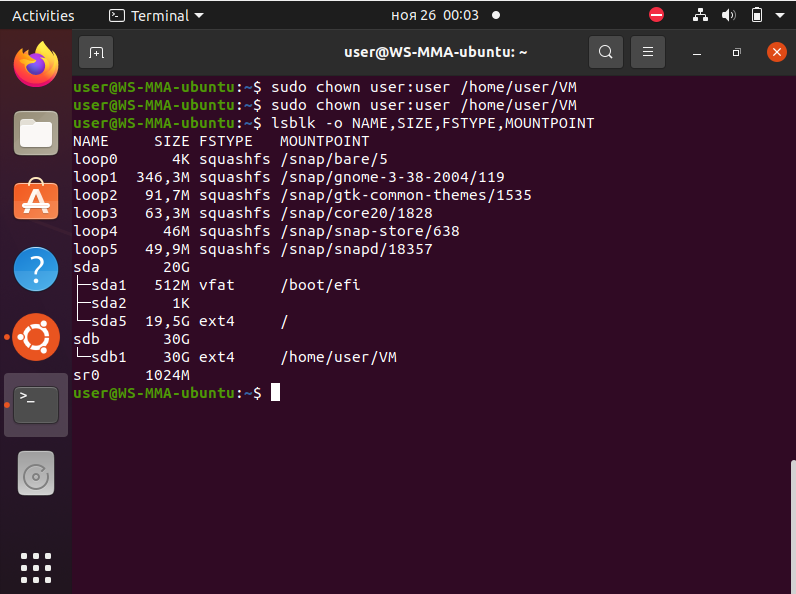 Activities
Terminal
ноя 26 00:03
user@WS-MMA-ubuntu: ~
user@WS-MMA-ubuntu:~$ sudo chown user:user /home/user/VM
user@WS-MMA-ubuntu:~$ sudo chown user:user /home/user/VM
user@WS-MMA-ubuntu:~$ lsblk -o NAME,SIZE,FSTYPE,MOUNTPOINT
NAME     SIZE FSTYPE   MOUNTPOINT
loop0      4K squashfs /snap/bare/5
loop1  346,3M squashfs /snap/gnome-3-38-2004/119
loop2   91,7M squashfs /snap/gtk-common-themes/1535
loop3   63,3M squashfs /snap/core20/1828
loop4     46M squashfs /snap/snap-store/638
loop5   49,9M squashfs /snap/snapd/18357
sda       20G
├─sda1   512M vfat     /boot/efi
├─sda2     1K
└─sda5  19,5G ext4     /
sdb       30G
└─sdb1    30G ext4     /home/user/VM
sr0     1024M
user@WS-MMA-ubuntu:~$